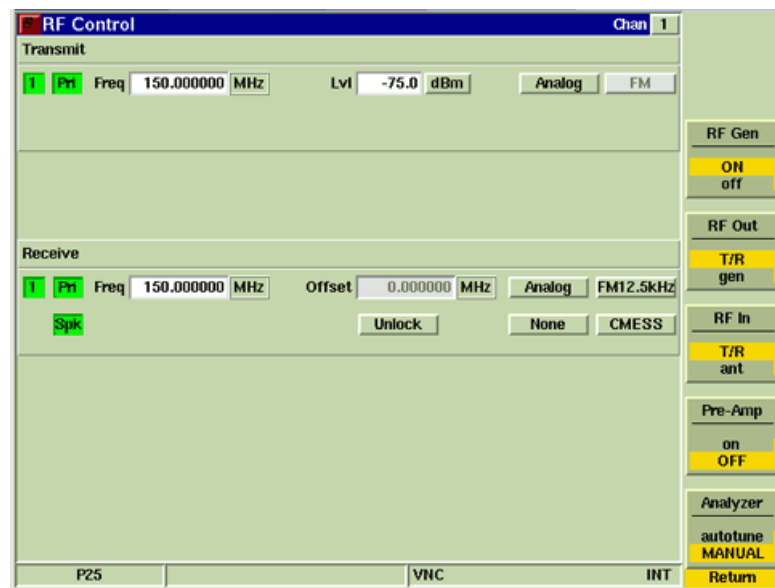 RF Control Chan 1
Transmit
1 Pri Freq 150.000000 MHz Lvl -75.0 dBm Analog FM
Receive
1 Pri Freq 150.000000 MHz Offset 0.000000 MHz Analog FM12.5kHz
Spk Unlock None CMESS
P25 VNC INT
RF Gen
ON
off
RF Out
T/R
gen
RF In
T/R
ant
Pre-Amp
on
OFF
Analyzer
autotune
MANUAL
Return